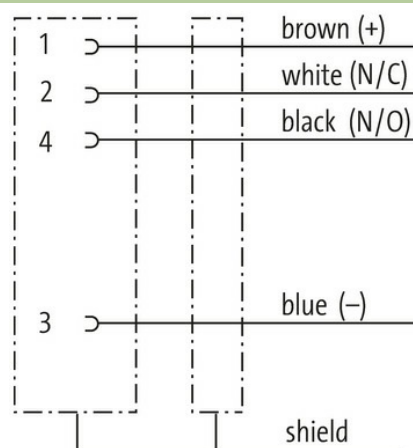 1 brown (+)
2 white (N/C)
4 black (N/O)
3 blue (–)
shield